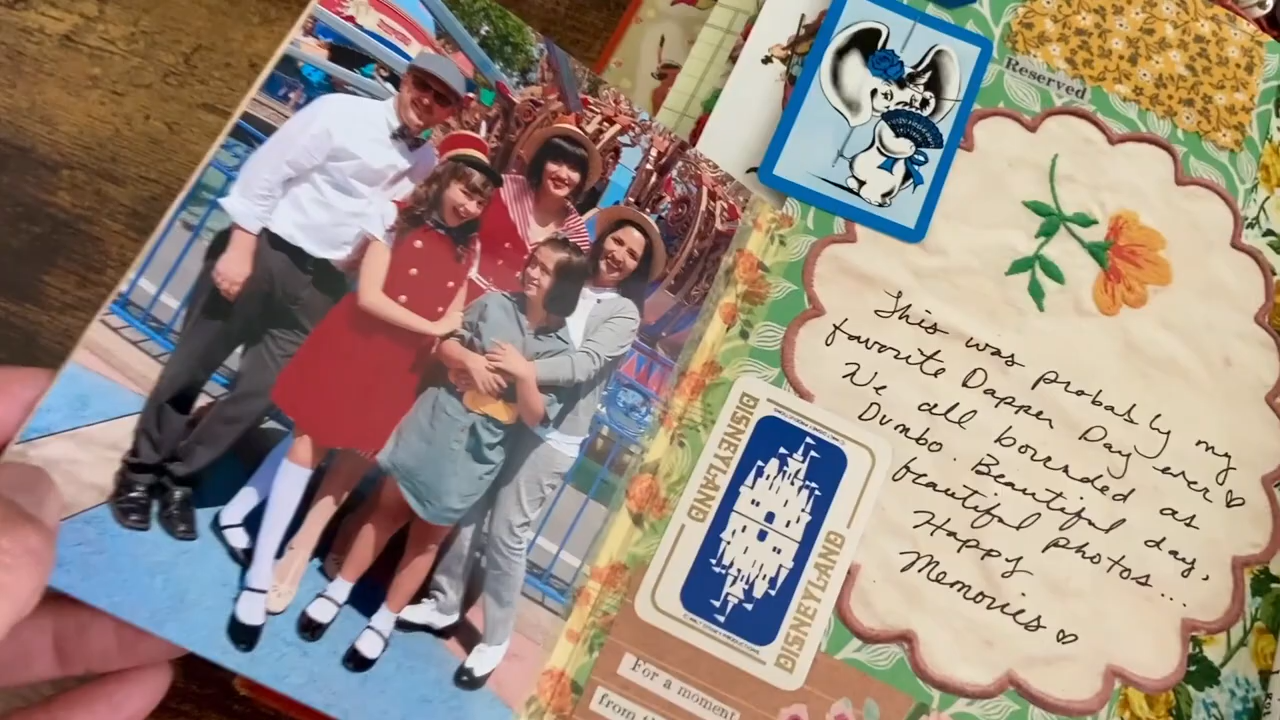 Reserved
This was probably my
favorite Dapper Day ever ♡
We all bounded as
Dumbo. Beautiful day,
beautiful photos...
Happy
Memories ♡
DISNEYLAND
DISNEYLAND
For a moment